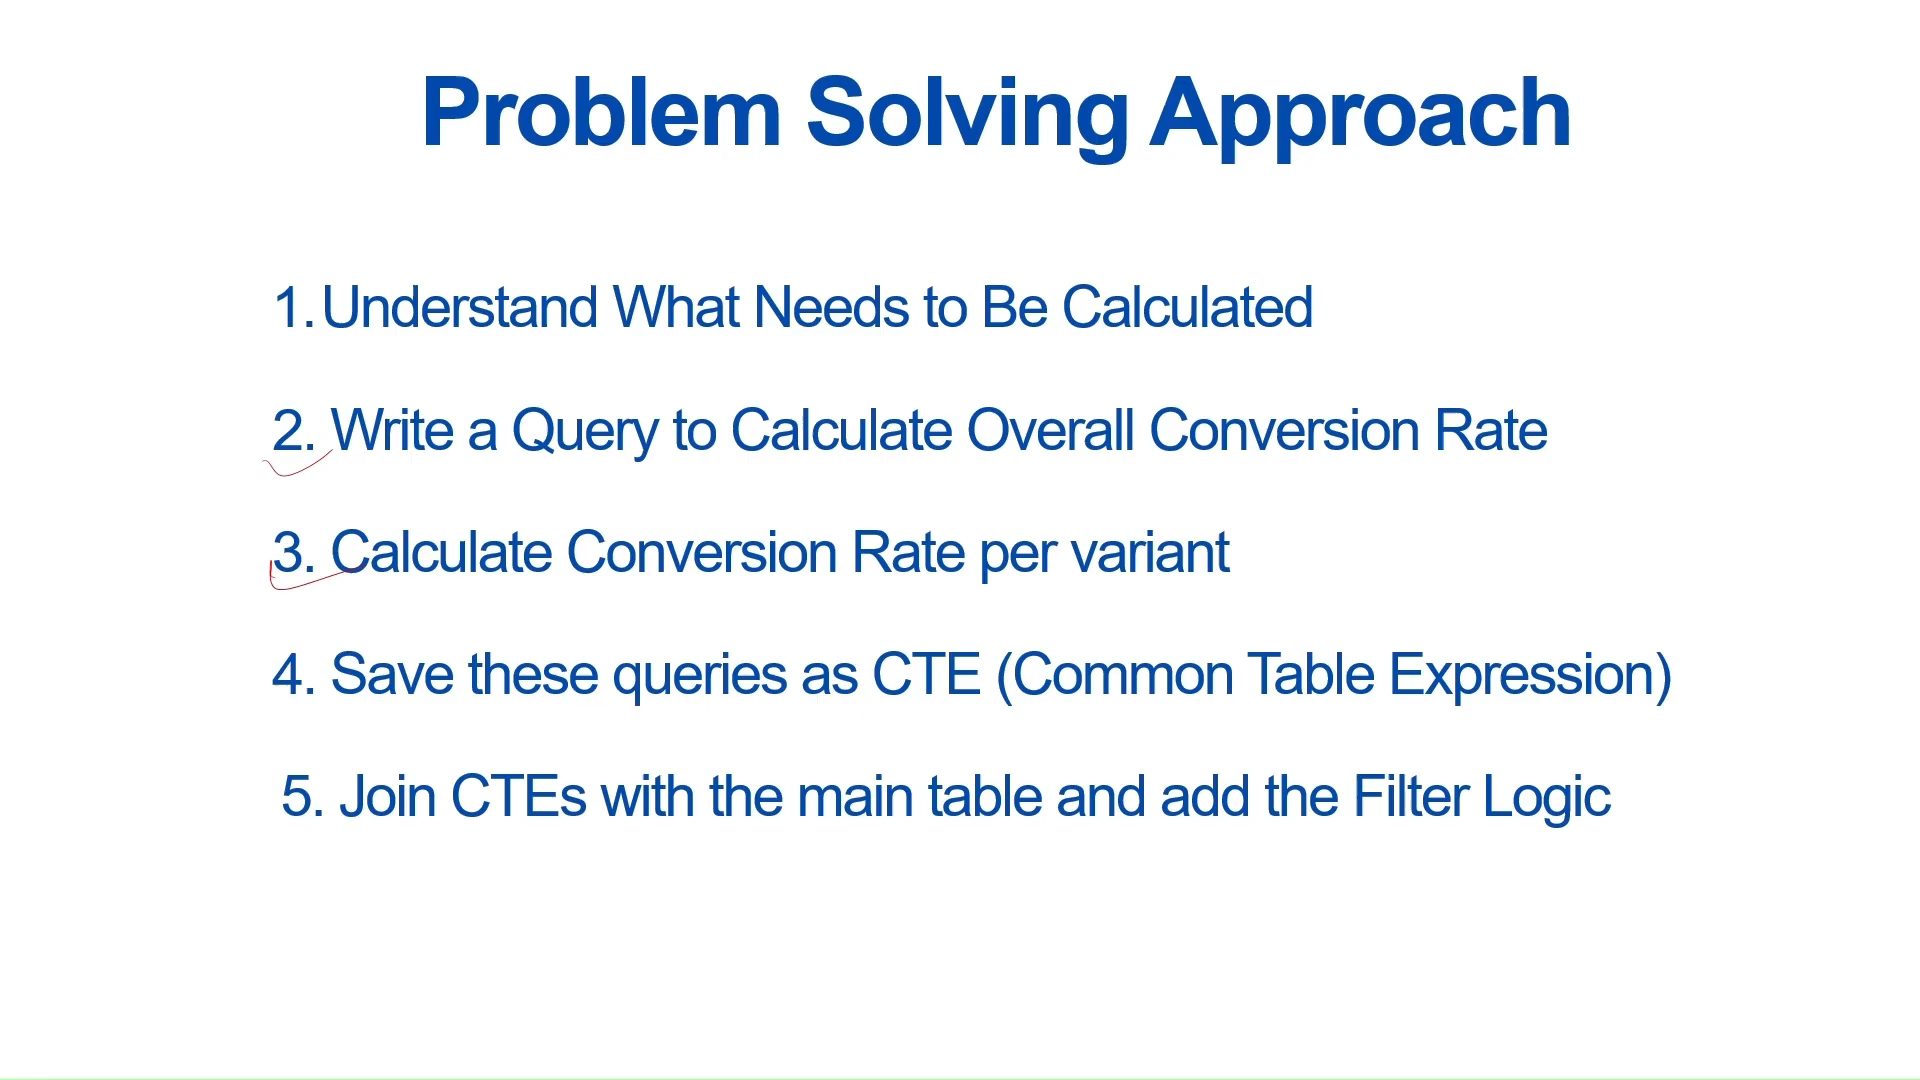 Problem Solving Approach
1. Understand What Needs to Be Calculated
2. Write a Query to Calculate Overall Conversion Rate
3. Calculate Conversion Rate per variant
4. Save these queries as CTE (Common Table Expression)
5. Join CTEs with the main table and add the Filter Logic